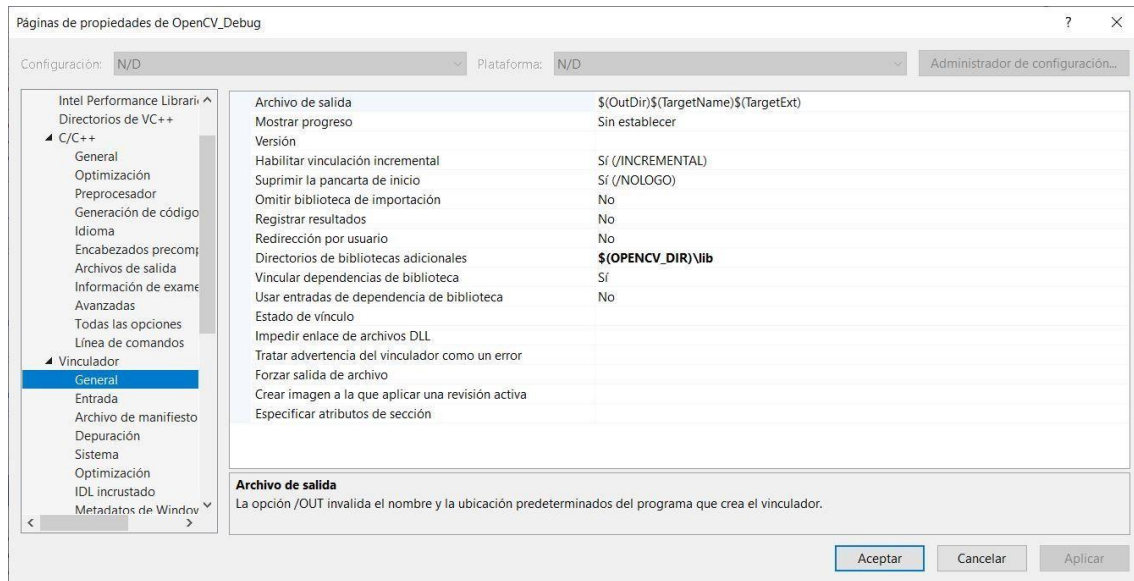 Páginas de propiedades de OpenCV_Debug ? ×
Configuración: N/D Plataforma: N/D Administrador de configuración...
Intel Performance Librari
Directorios de VC++
C/C++
General
Optimización
Preprocesador
Generación de código
Idioma
Encabezados precomp
Archivos de salida
Información de exame
Avanzadas
Todas las opciones
Línea de comandos
Vinculador
General
Entrada
Archivo de manifiesto
Depuración
Sistema
Optimización
IDL incrustado
Metadatos de Window
Archivo de salida $(OutDir)$(TargetName)$(TargetExt)
Mostrar progreso Sin establecer
Versión
Habilitar vinculación incremental Sí (/INCREMENTAL)
Suprimir la pancarta de inicio Sí (/NOLOGO)
Omitir biblioteca de importación No
Registrar resultados No
Redirección por usuario No
Directorios de bibliotecas adicionales $(OPENCV_DIR)\lib
Vincular dependencias de biblioteca Sí
Usar entradas de dependencia de biblioteca No
Estado de vínculo
Impedir enlace de archivos DLL
Tratar advertencia del vinculador como un error
Forzar salida de archivo
Crear imagen a la que aplicar una revisión activa
Especificar atributos de sección
Archivo de salida
La opción /OUT invalida el nombre y la ubicación predeterminados del programa que crea el vinculador.
Aceptar Cancelar Aplicar